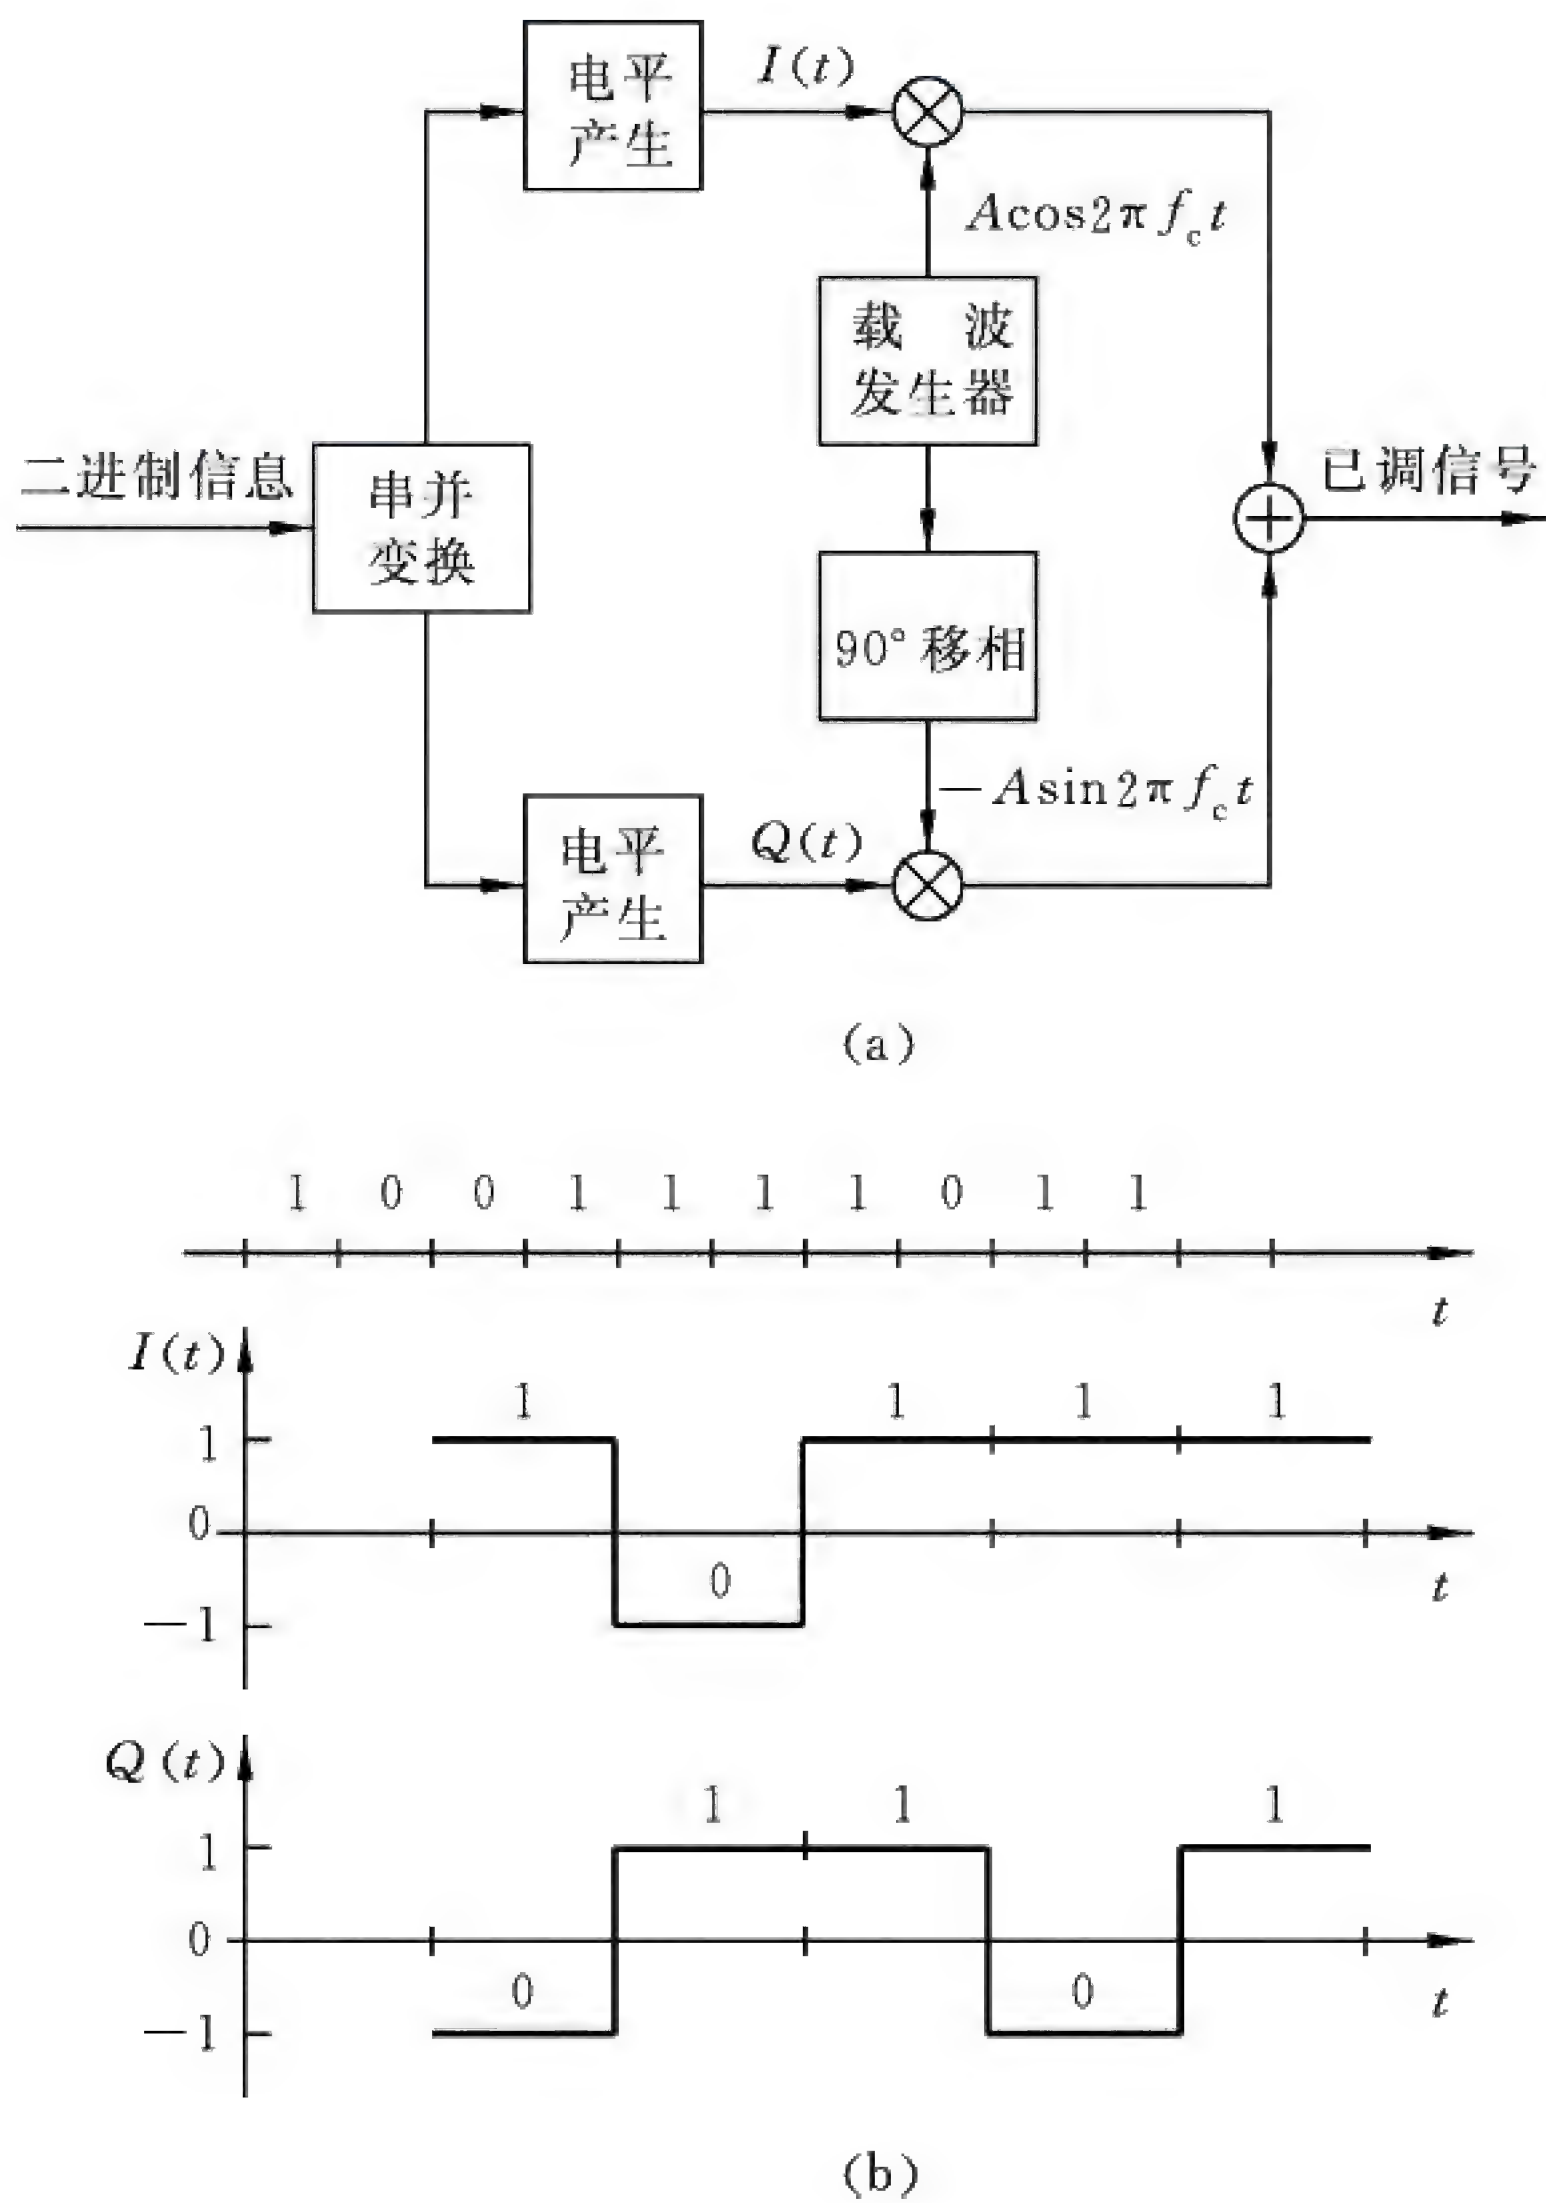 电平
产生
I(t)
Acos2πf_c t
载 波
发生器
二进制信息
串并
变换
已调信号
90°移相
-Asin2πf_c t
电平
产生
Q(t)
(a)
1 0 0 1 1 1 1 0 1 1
t
I(t)
1 1 1 1
1
0
0
t
-1
Q(t)
1 1 1
1
0
0 0
t
-1
(b)